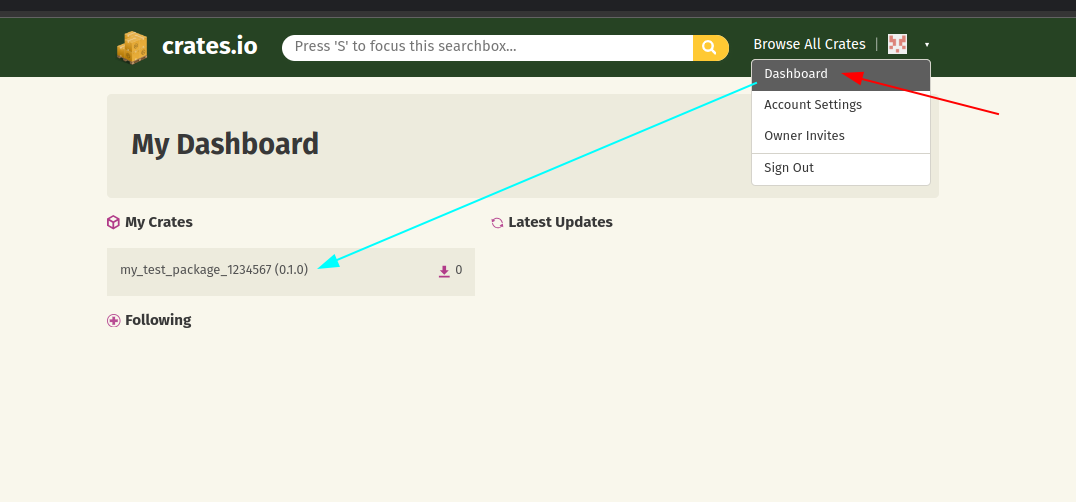 crates.io
Press 'S' to focus this searchbox...
Browse All Crates |
Dashboard
Account Settings
Owner Invites
Sign Out
My Dashboard
My Crates
my_test_package_1234567 (0.1.0) 0
Following
Latest Updates